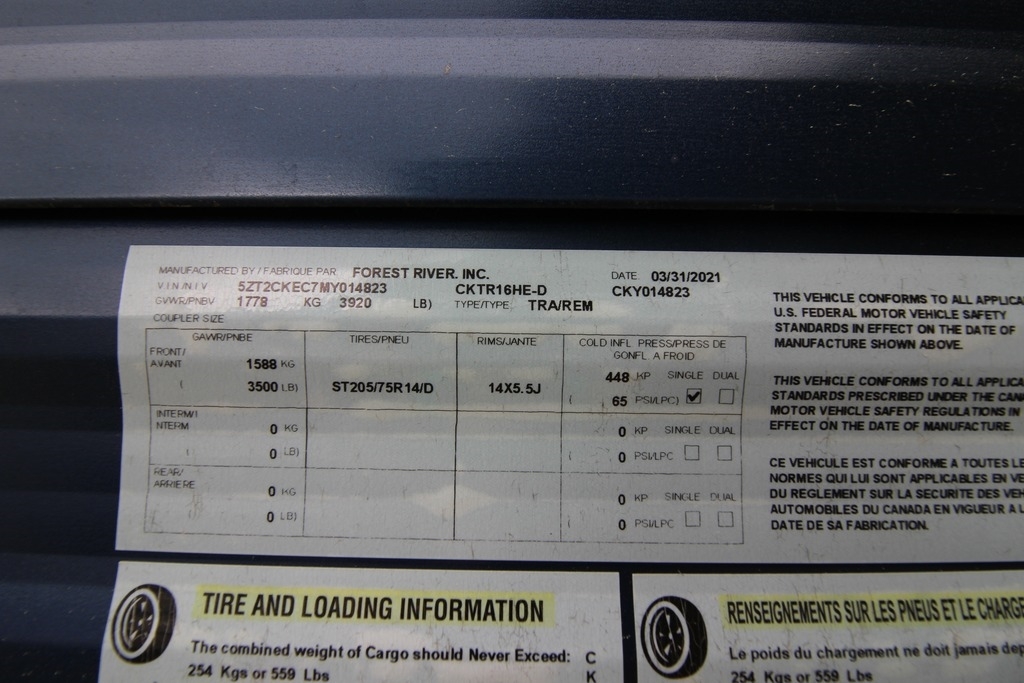 MANUFACTURED BY / FABRIQUE PAR FOREST RIVER. INC. DATE 03/31/2021
V.I.N./N.I.V 5ZT2CKEC7MY014823 CKTR16HE-D CKY014823
GVWR/PNBV 1778 KG 3920 LB) TYPE/TYPE TRA/REM
COUPLER SIZE
GAWR/PNBE TIRES/PNEU RIMS/JANTE COLD INFL. PRESS/PRESS DE
GONFL. A FROID
FRONT/
AVANT 1588 KG 448 KP SINGLE DUAL
( 3500 LB) ST205/75R14/D 14X5.5J ( 65 PSI/LPC)
INTERM/I
NTERM 0 KG 0 KP SINGLE DUAL
( 0 LB) ( 0 PSI/LPC
REAR/
ARRIERE 0 KG 0 KP SINGLE DUAL
0 LB) ( 0 PSI/LPC
THIS VEHICLE CONFORMS TO ALL APPLICA
U.S. FEDERAL MOTOR VEHICLE SAFETY
STANDARDS IN EFFECT ON THE DATE OF
MANUFACTURE SHOWN ABOVE.
THIS VEHICLE CONFORMS TO ALL APPLICA
STANDARDS PRESCRIBED UNDER THE CAN
MOTOR VEHICLE SAFETY REGULATIONS IN
EFFECT ON THE DATE OF MANUFACTURE.
CE VEHICULE EST CONFORME A TOUTES LE
NORMES QUI LUI SONT APPLICABLES EN VE
DU REGLEMENT SUR LA SECURITE DES VEH
AUTOMOBILES DU CANADA EN VIGUEUR A L
DATE DE SA FABRICATION.
TIRE AND LOADING INFORMATION
The combined weight of Cargo should Never Exceed: C
254 Kgs or 559 Lbs K
RENSEIGNEMENTS SUR LES PNEUS ET LE CHARGE
Le poids du chargement ne doit jamais dep
254 Kgs or 559 Lbs